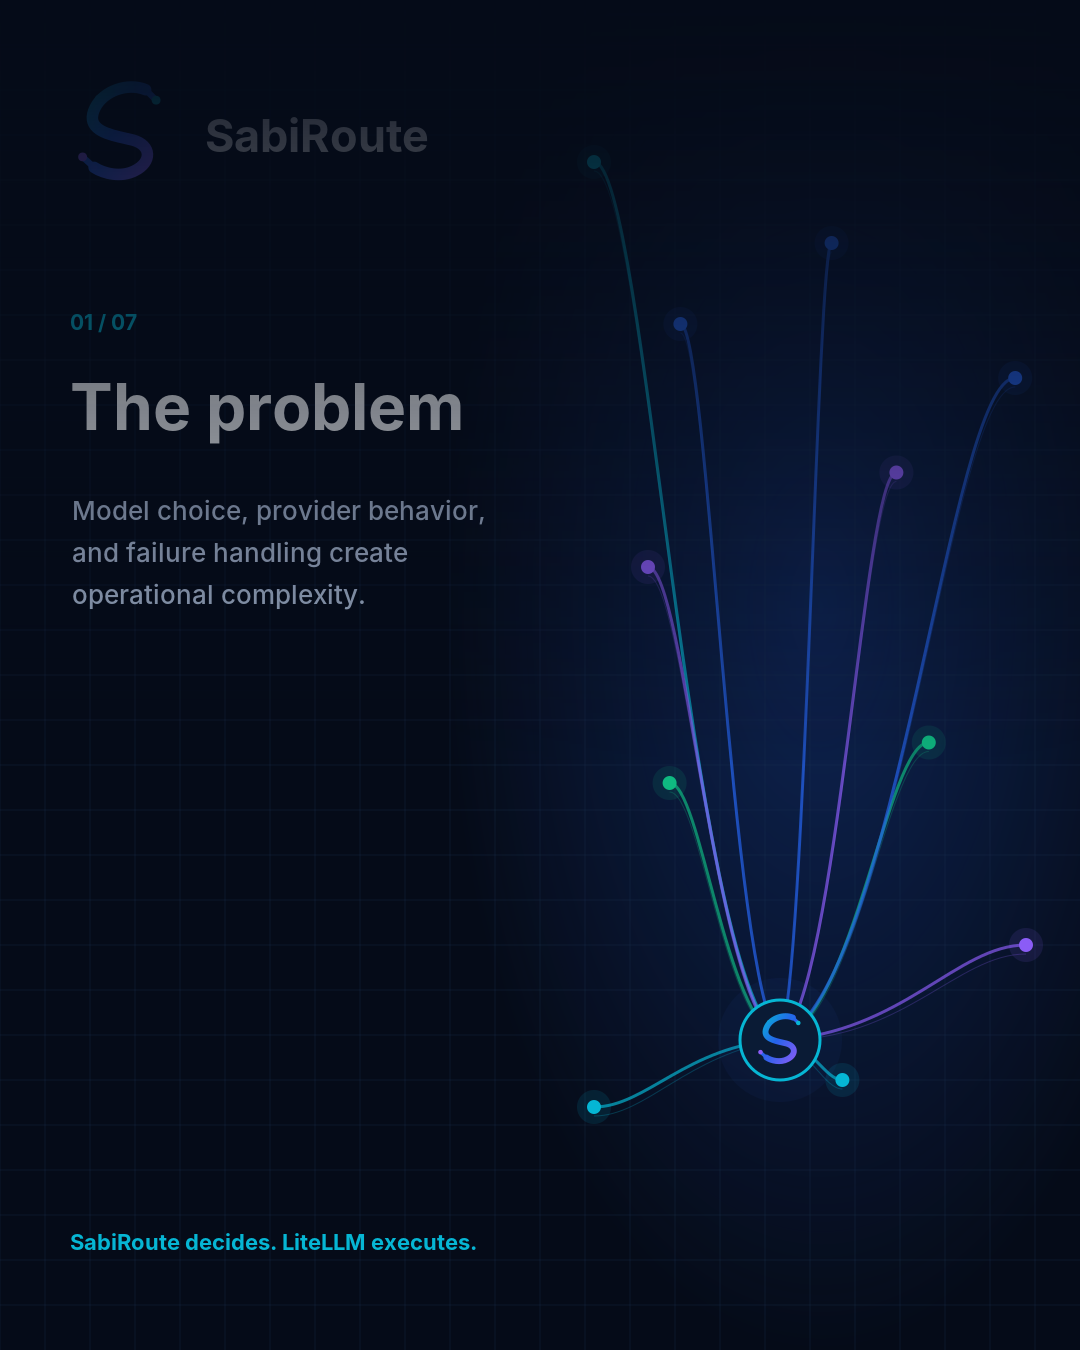 SabiRoute
01 / 07
The problem
Model choice, provider behavior,
and failure handling create
operational complexity.
SabiRoute decides. LiteLLM executes.